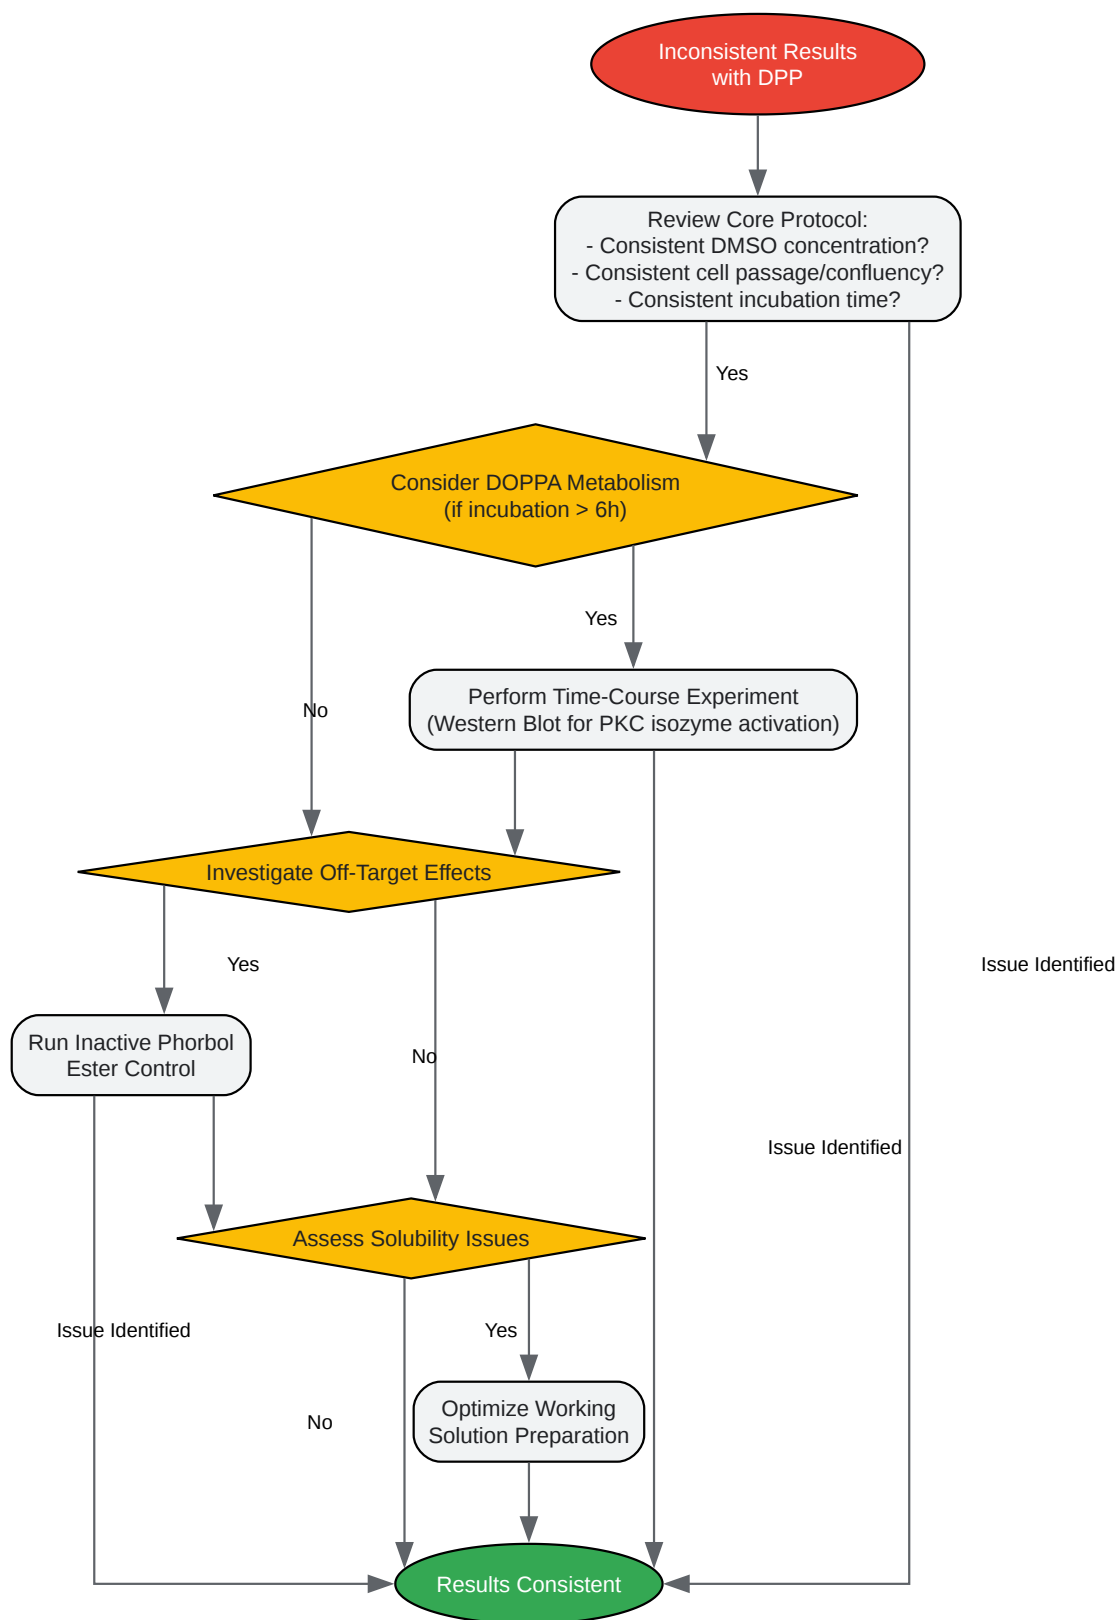 Inconsistent Results
with DPP
Review Core Protocol:
- Consistent DMSO concentration?
- Consistent cell passage/confluency?
- Consistent incubation time?
Yes
Consider DOPPA Metabolism
(if incubation > 6h)
Yes
No
Perform Time-Course Experiment
(Western Blot for PKC isozyme activation)
Investigate Off-Target Effects
Yes
Issue Identified
Run Inactive Phorbol
Ester Control
No
Issue Identified
Assess Solubility Issues
Issue Identified
Yes
No
Optimize Working
Solution Preparation
Results Consistent